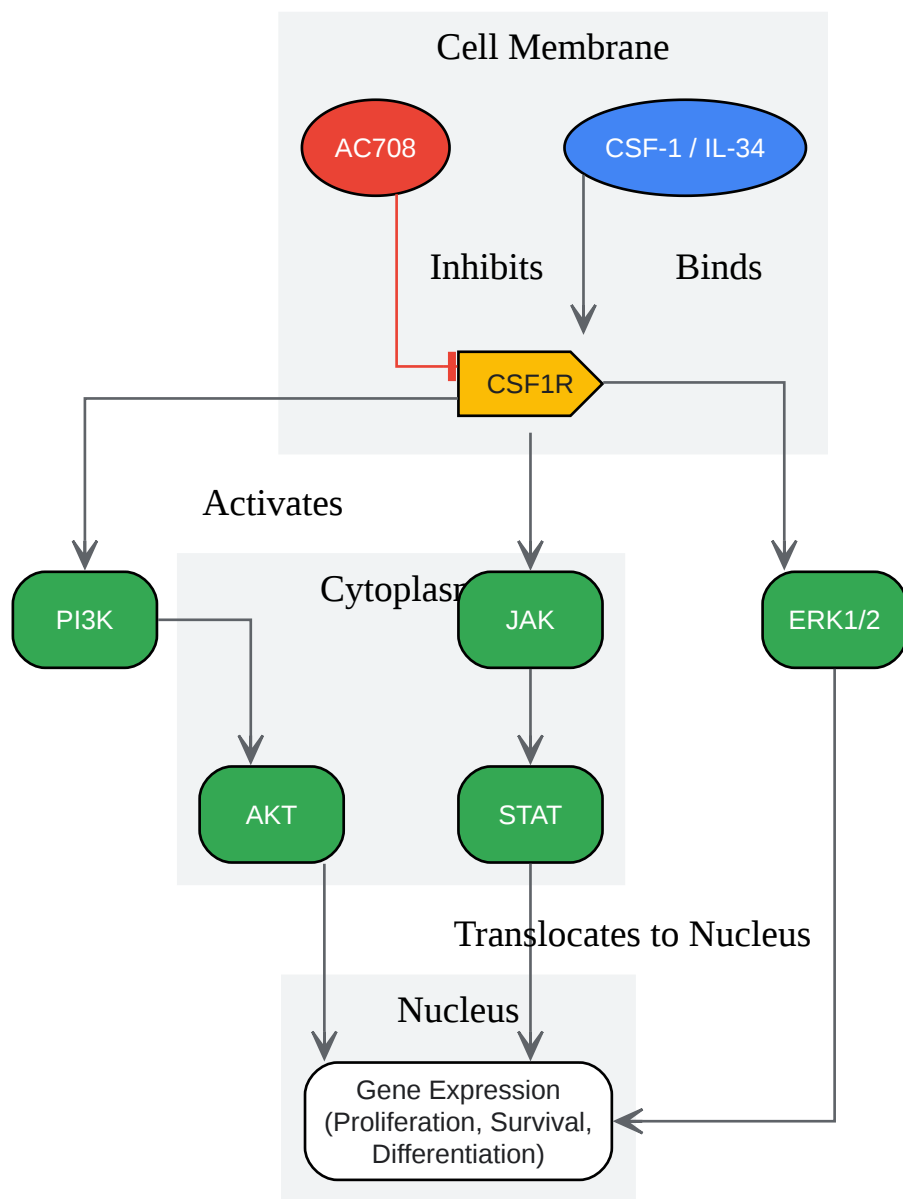 Cell Membrane
AC708
CSF-1 / IL-34
Inhibits
Binds
CSF1R
Activates
Cytoplasm
PI3K
JAK
ERK1/2
AKT
STAT
Translocates to Nucleus
Nucleus
Gene Expression
(Proliferation, Survival,
Differentiation)